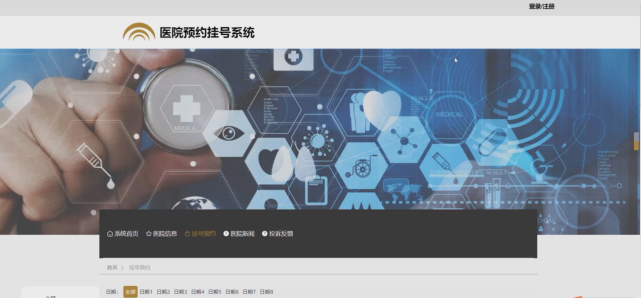 登录/注册
医院预约挂号系统
MEDICAL
MEDICAL
系统首页 医院信息 挂号预约 医院新闻 投诉反馈
首页 挂号预约
日期： 全部 日期1 日期2 日期3 日期4 日期5 日期6 日期7 日期8